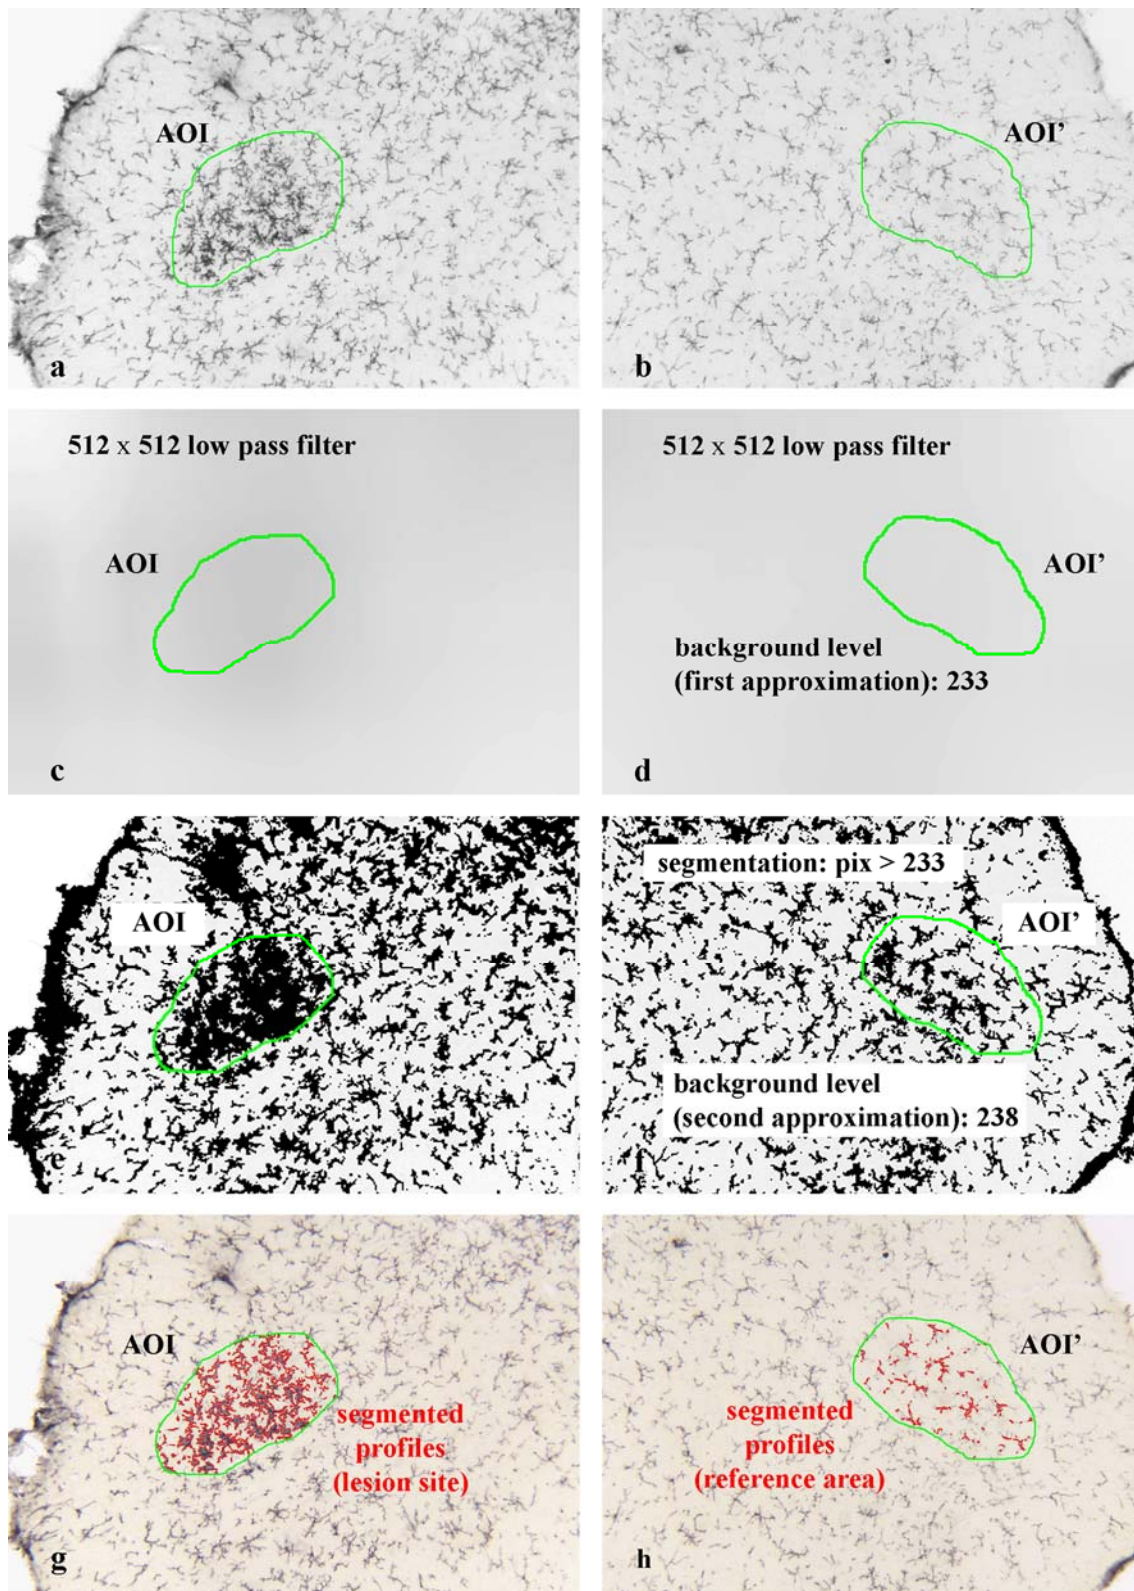 AOI
a
AOI’
b
512 x 512 low pass filter
AOI
c
512 x 512 low pass filter
AOI’
background level
(first approximation): 233
d
AOI
e
segmentation: pix > 233
AOI’
background level
(second approximation): 238
f
AOI
segmented
profiles
(lesion site)
g
AOI’
segmented
profiles
(reference area)
h